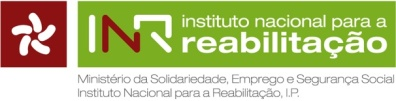 INR instituto nacional para a
reabilitação
Ministério da Solidariedade, Emprego e Segurança Social
Instituto Nacional para a Reabilitação, I.P.